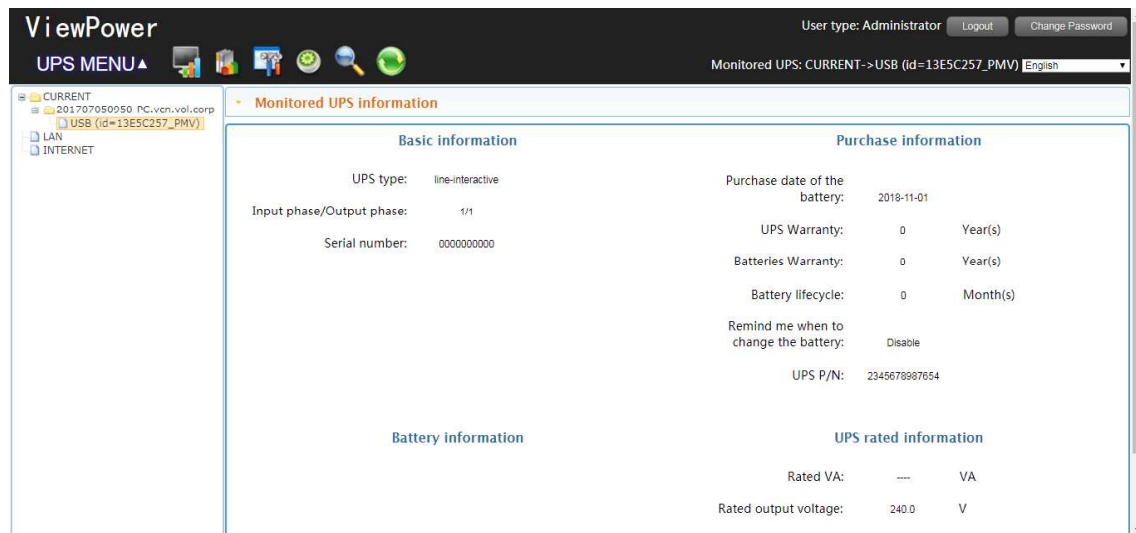 ViewPower
User type: Administrator Logout Change Password
UPS MENU▲
Monitored UPS: CURRENT->USB (id=13E5C257_PMV) English
CURRENT
201707050950 PC.vcn.vol.corp
USB (id=13E5C257_PMV)
LAN
INTERNET
Monitored UPS information
Basic information
UPS type: line-interactive
Input phase/Output phase: 1/1
Serial number: 0000000000
Purchase information
Purchase date of the
battery: 2018-11-01
UPS Warranty: 0 Year(s)
Batteries Warranty: 0 Year(s)
Battery lifecycle: 0 Month(s)
Remind me when to
change the battery: Disable
UPS P/N: 2345678987654
Battery information
UPS rated information
Rated VA: ---- VA
Rated output voltage: 240.0 V